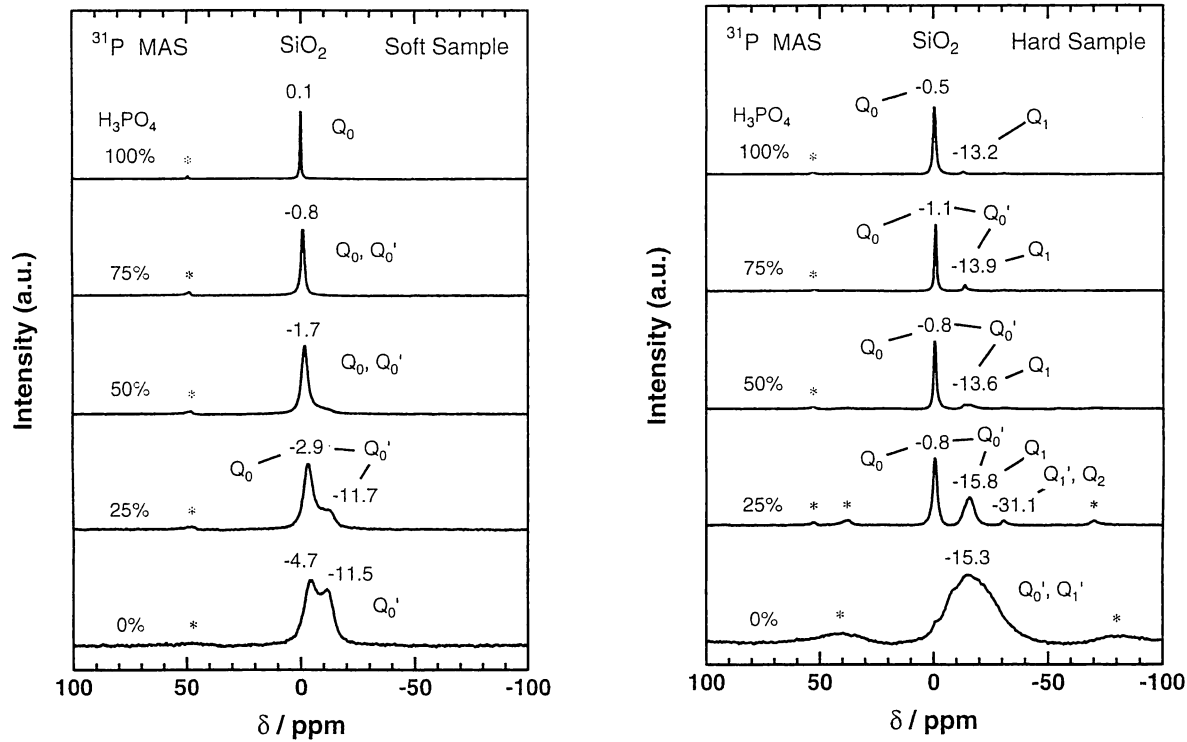 ³¹P MAS SiO₂ Soft Sample
0.1
H₃PO₄
Q₀
100% *
-0.8
Q₀, Q₀'
75% *
-1.7
Q₀, Q₀'
50% *
-2.9 Q₀'
Q₀
-11.7
25% *
-4.7 -11.5
Q₀'
0% *
100 50 0 -50 -100
δ / ppm
Intensity (a.u.)
³¹P MAS SiO₂ Hard Sample
Q₀ -0.5
H₃PO₄ Q₁
100% * -13.2
-1.1 Q₀'
Q₀
-13.9 Q₁
75% *
-0.8 Q₀'
Q₀
-13.6 Q₁
50% *
-0.8 Q₀'
Q₀ Q₁
-15.8 Q₁', Q₂
25% * * -31.1 *
-15.3
Q₀', Q₁'
0% * *
100 50 0 -50 -100
δ / ppm
Intensity (a.u.)